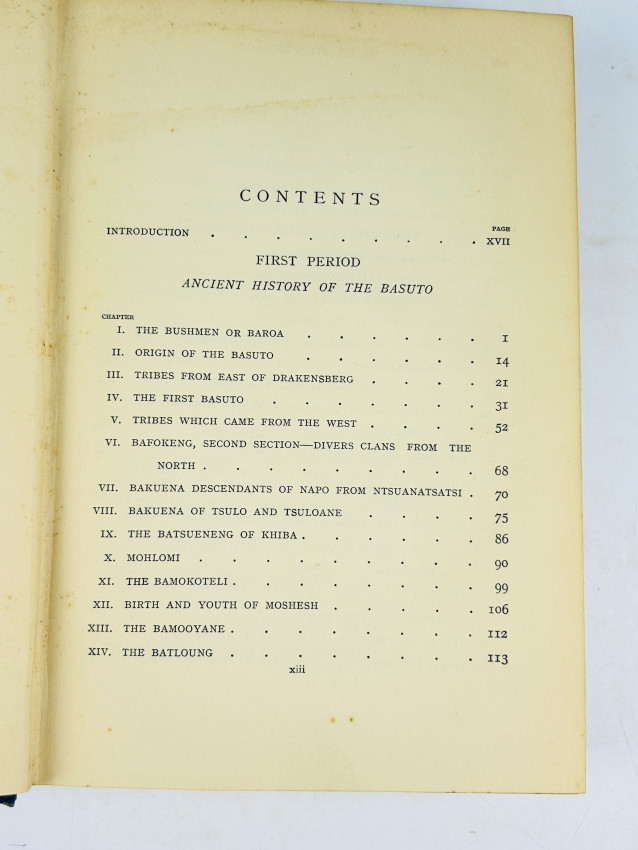 CONTENTS
PAGE
INTRODUCTION . . . . . . . . . XVII
FIRST PERIOD
ANCIENT HISTORY OF THE BASUTO
CHAPTER
I. THE BUSHMEN OR BAROA . . . . . . 1
II. ORIGIN OF THE BASUTO . . . . . . 14
III. TRIBES FROM EAST OF DRAKENSBERG . . . . 21
IV. THE FIRST BASUTO . . . . . . . 31
V. TRIBES WHICH CAME FROM THE WEST . . . . 52
VI. BAFOKENG, SECOND SECTION—DIVERS CLANS FROM THE
NORTH . . . . . . . . . 68
VII. BAKUENA DESCENDANTS OF NAPO FROM NTSUANATSATSI . 70
VIII. BAKUENA OF TSULO AND TSULOANE . . . . 75
IX. THE BATSUENENG OF KHIBA . . . . . . 86
X. MOHLOMI . . . . . . . . . 90
XI. THE BAMOKOTELI . . . . . . . . 99
XII. BIRTH AND YOUTH OF MOSHESH . . . . . 106
XIII. THE BAMOOYANE . . . . . . . . 112
XIV. THE BATLOUNG . . . . . . . . 113
xiii